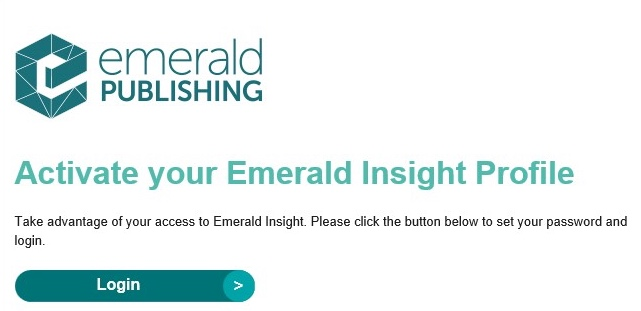 emerald
PUBLISHING
Activate your Emerald Insight Profile
Take advantage of your access to Emerald Insight. Please click the button below to set your password and
login.
Login >